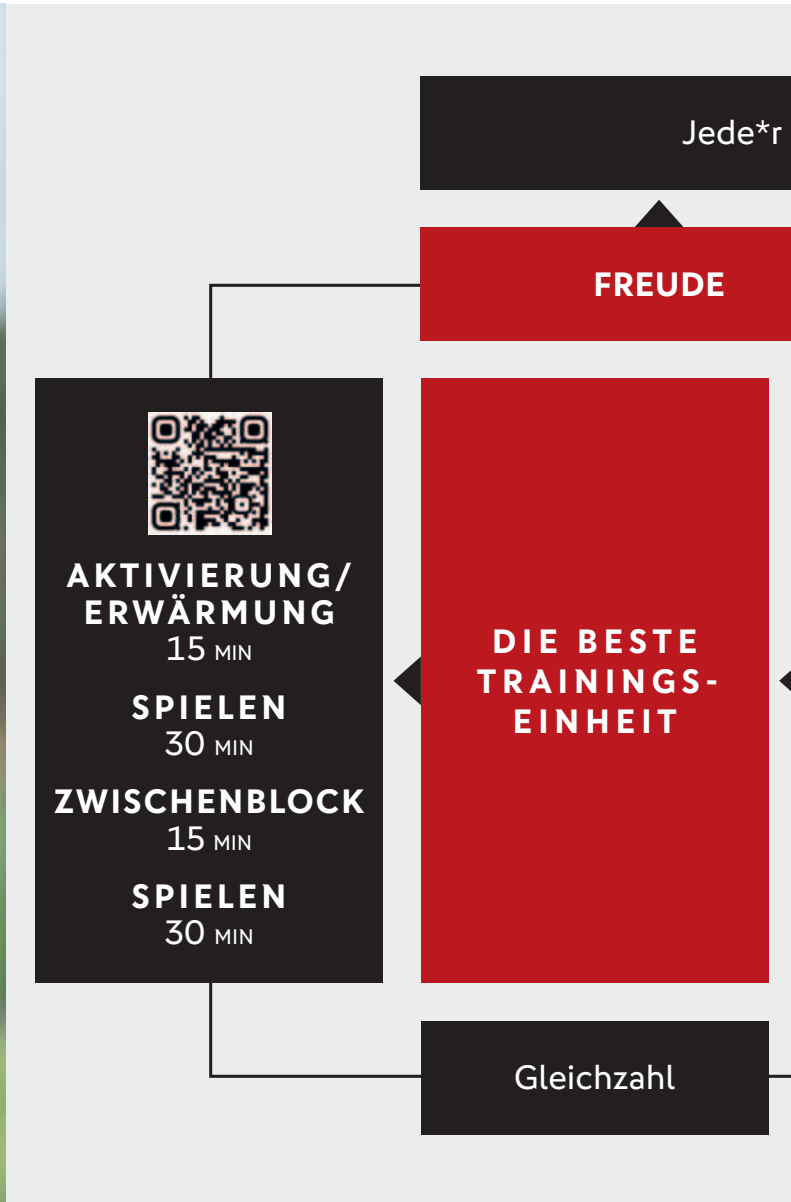 Jede*r
FREUDE
AKTIVIERUNG/
ERWÄRMUNG
15 MIN
SPIELEN
30 MIN
ZWISCHENBLOCK
15 MIN
SPIELEN
30 MIN
DIE BESTE
TRAININGS-
EINHEIT
Gleichzahl